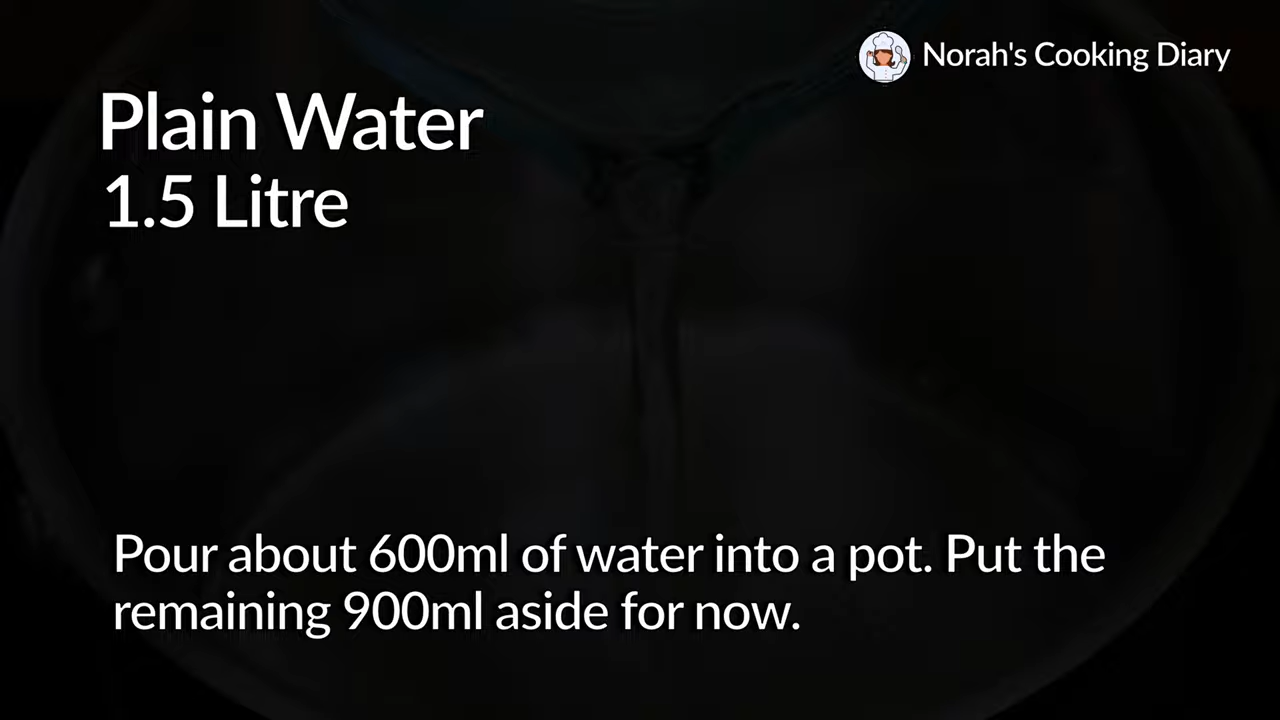 Norah's Cooking Diary
Plain Water
1.5 Litre
Pour about 600ml of water into a pot. Put the
remaining 900ml aside for now.